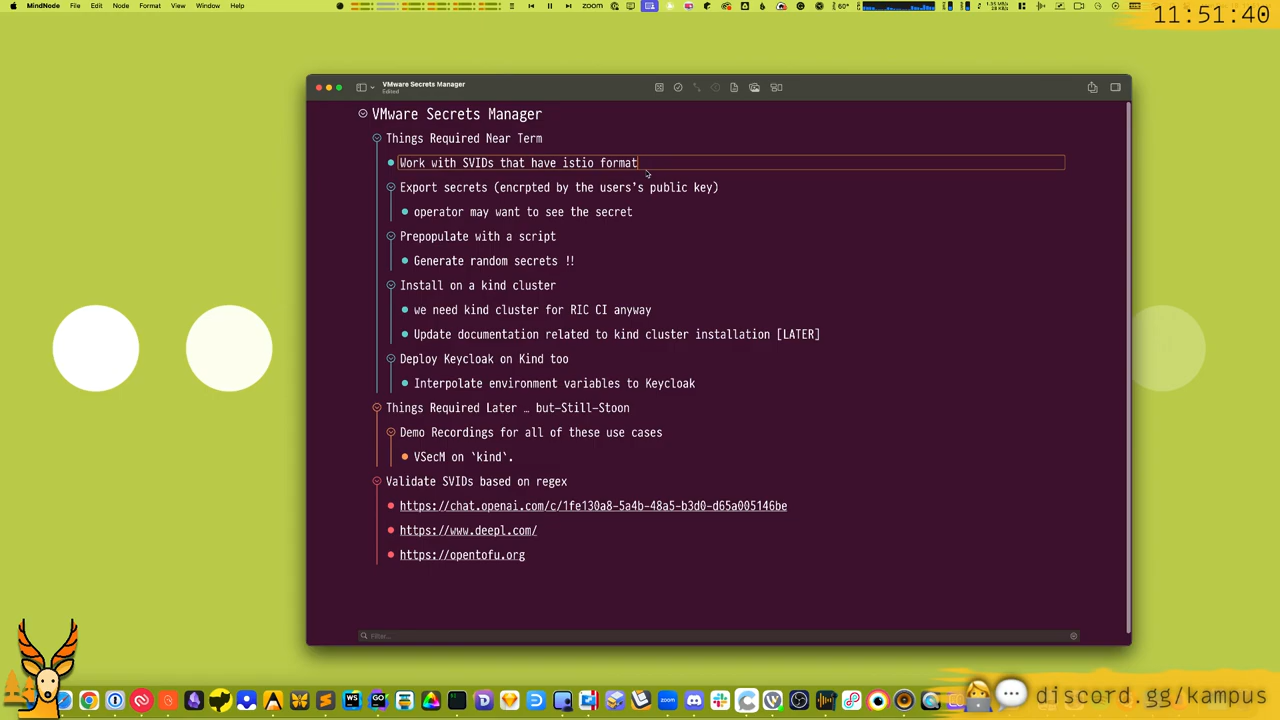 MindNode File Edit Node Format View Window Help
zoom
60°
11:51:40
VMware Secrets Manager
Edited
VMware Secrets Manager
Things Required Near Term
Work with SVIDs that have istio format
Export secrets (encrpted by the users's public key)
operator may want to see the secret
Prepopulate with a script
Generate random secrets !!
Install on a kind cluster
we need kind cluster for RIC CI anyway
Update documentation related to kind cluster installation [LATER]
Deploy Keycloak on Kind too
Interpolate environment variables to Keycloak
Things Required Later … but-Still-Stoon
Demo Recordings for all of these use cases
VSecM on `kind`.
Validate SVIDs based on regex
https://chat.openai.com/c/1fe130a8-5a4b-48a5-b3d0-d65a005146be
https://www.deepl.com/
https://opentofu.org
Filter...
discord.gg/kampus